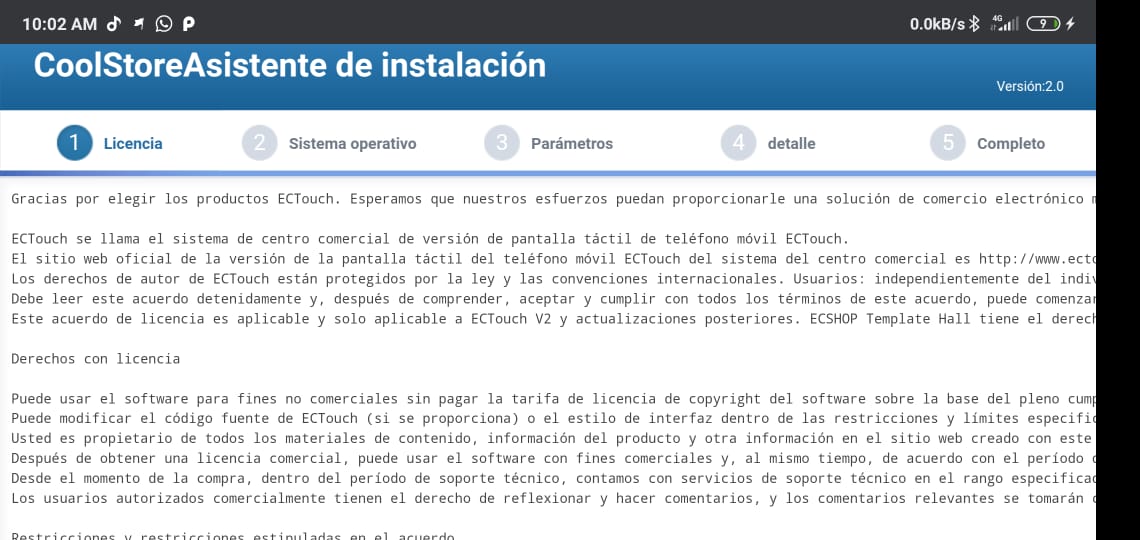 10:02 AM
0.0kB/s 4G 9
CoolStoreAsistente de instalación
Versión:2.0
1 Licencia 2 Sistema operativo 3 Parámetros 4 detalle 5 Completo
Gracias por elegir los productos ECTouch. Esperamos que nuestros esfuerzos puedan proporcionarle una solución de comercio electrónico
ECTouch se llama el sistema de centro comercial de versión de pantalla táctil de teléfono móvil ECTouch.
El sitio web oficial de la versión de la pantalla táctil del teléfono móvil ECTouch del sistema del centro comercial es http://www.ectc
Los derechos de autor de ECTouch están protegidos por la ley y las convenciones internacionales. Usuarios: independientemente del indiv
Debe leer este acuerdo detenidamente y, después de comprender, aceptar y cumplir con todos los términos de este acuerdo, puede comenzar
Este acuerdo de licencia es aplicable y solo aplicable a ECTouch V2 y actualizaciones posteriores. ECSHOP Template Hall tiene el derech
Derechos con licencia
Puede usar el software para fines no comerciales sin pagar la tarifa de licencia de copyright del software sobre la base del pleno cump
Puede modificar el código fuente de ECTouch (si se proporciona) o el estilo de interfaz dentro de las restricciones y límites especific
Usted es propietario de todos los materiales de contenido, información del producto y otra información en el sitio web creado con este
Después de obtener una licencia comercial, puede usar el software con fines comerciales y, al mismo tiempo, de acuerdo con el período
Desde el momento de la compra, dentro del período de soporte técnico, contamos con servicios de soporte técnico en el rango especificad
Los usuarios autorizados comercialmente tienen el derecho de reflexionar y hacer comentarios, y los comentarios relevantes se tomarán
Restricciones y restricciones estipuladas en el acuerdo